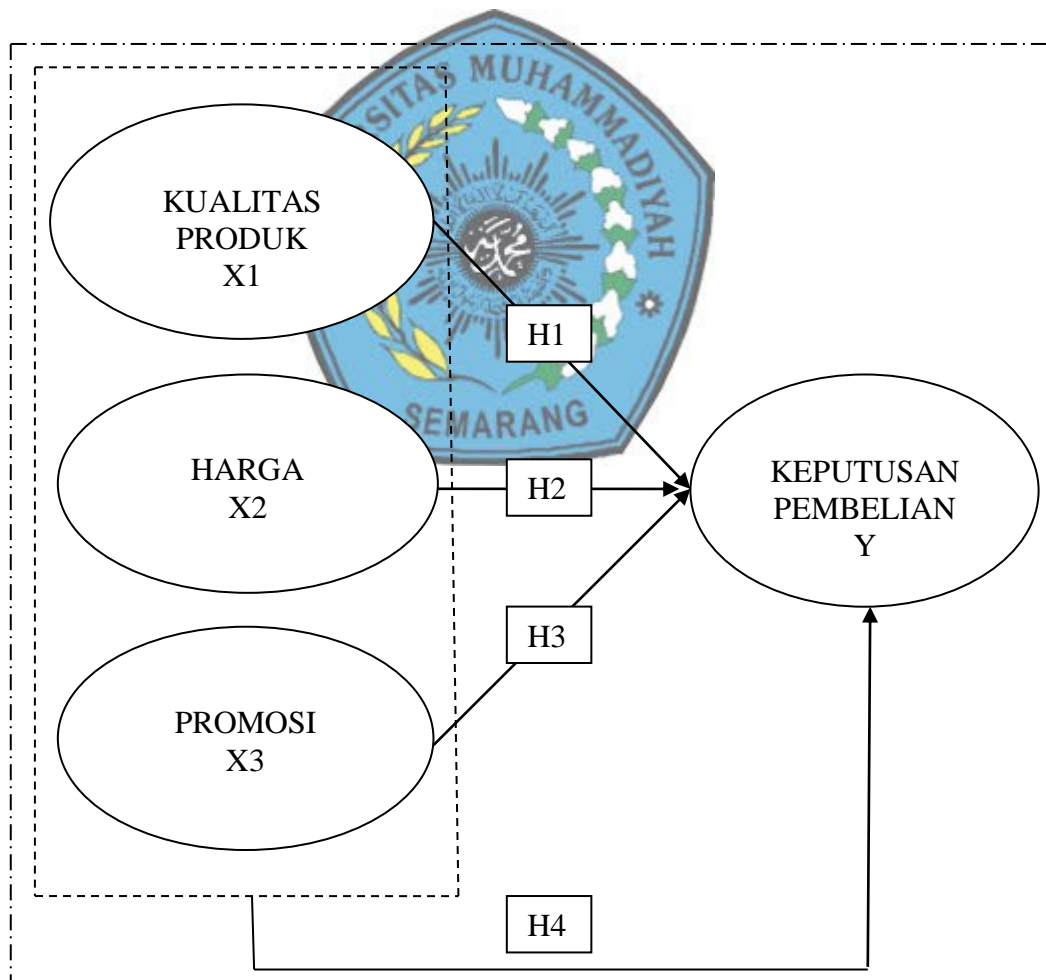 SITAS MUHAMMADIYAH
SEMARANG
KUALITAS
PRODUK
X1
H1
HARGA
X2
H2
KEPUTUSAN
PEMBELIAN
Y
H3
PROMOSI
X3
H4